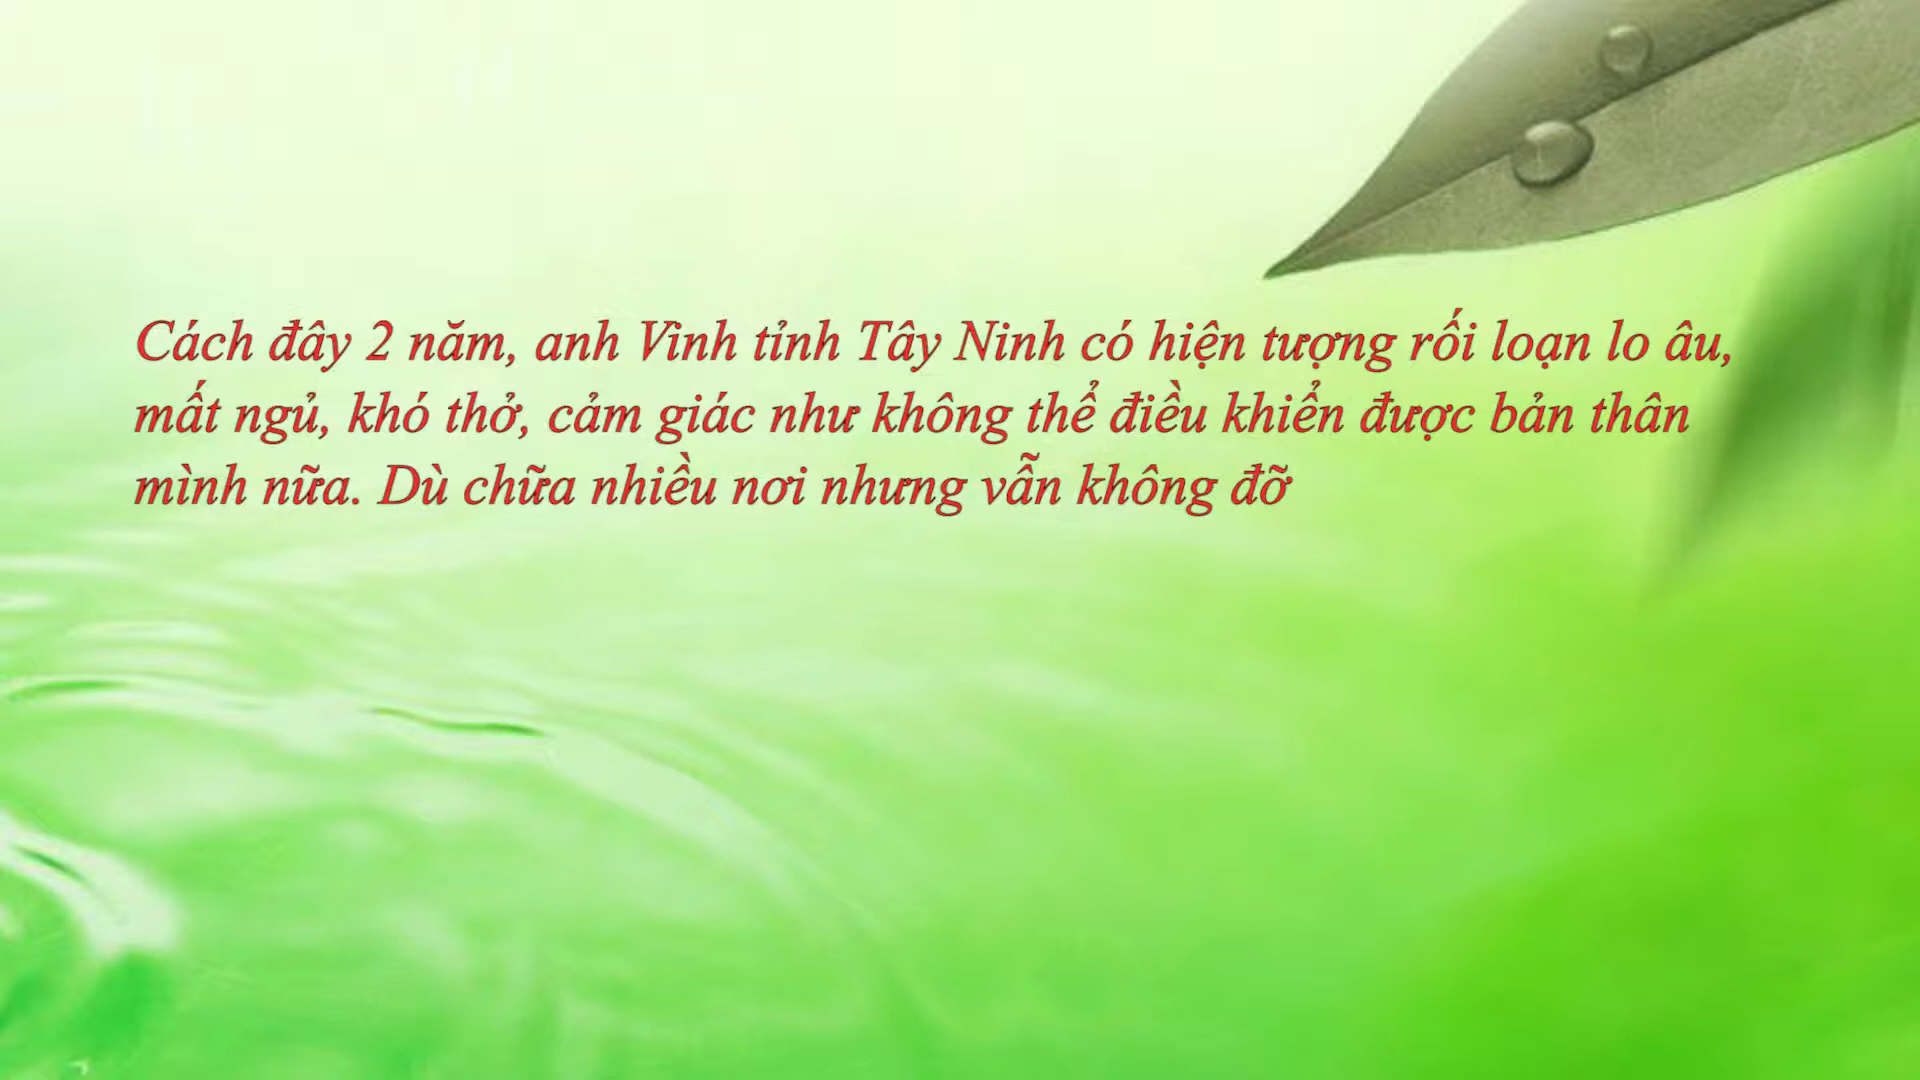 Cách đây 2 năm, anh Vinh tỉnh Tây Ninh có hiện tượng rối loạn lo âu,
mất ngủ, khó thở, cảm giác như không thể điều khiển được bản thân
mình nữa. Dù chữa nhiều nơi nhưng vẫn không đỡ